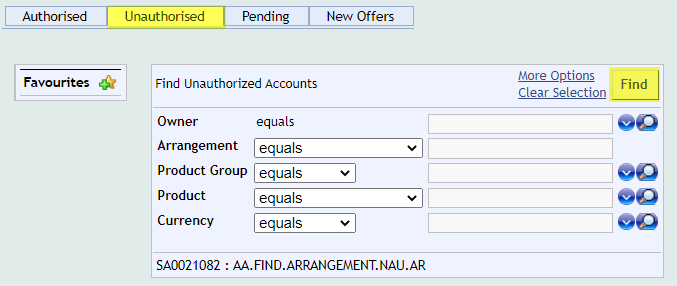 Authorised Unauthorised Pending New Offers
Favourites
Find Unauthorized Accounts More Options Find
Clear Selection
Owner equals
Arrangement equals
Product Group equals
Product equals
Currency equals
SA0021082 : AA.FIND.ARRANGEMENT.NAU.AR